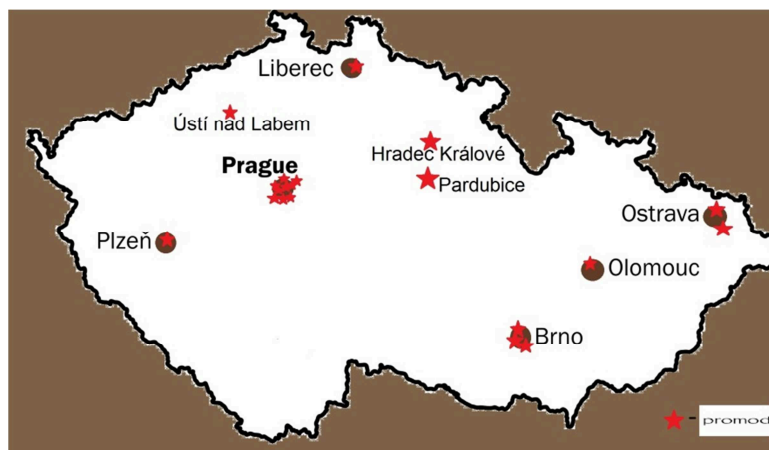 Liberec
Ústí nad Labem
Prague
Hradec Králové
Pardubice
Ostrava
Plzeň
Olomouc
Brno
- promod